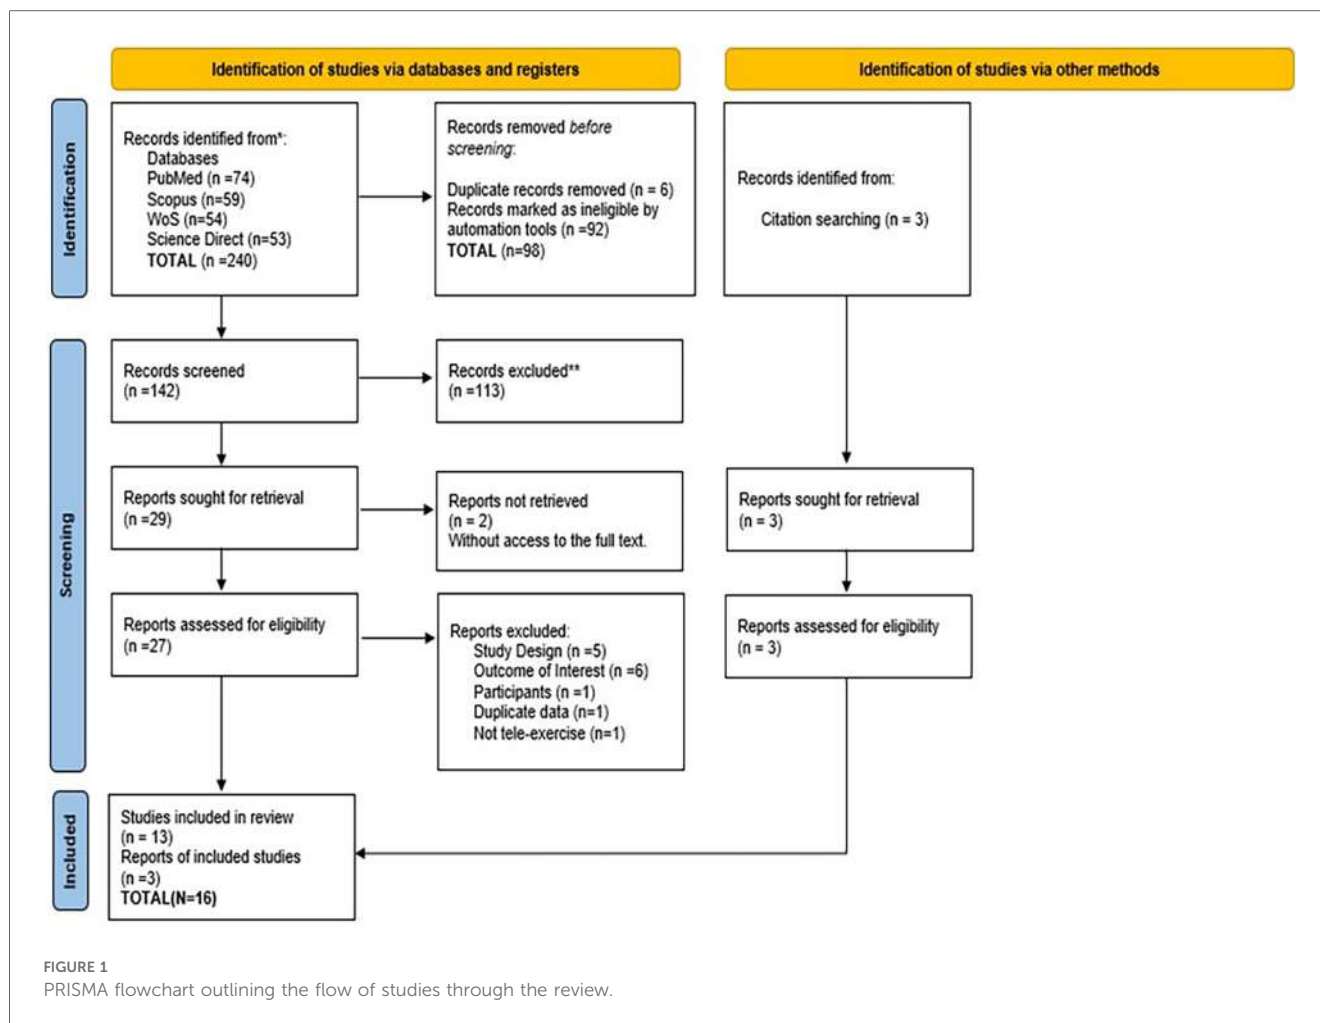 Identification of studies via databases and registers
Identification of studies via other methods
Identification
Records identified from*:
Databases
PubMed (n =74)
Scopus (n=59)
WoS (n=54)
Science Direct (n=53)
TOTAL (n =240)
Records removed before
screening:
Duplicate records removed (n = 6)
Records marked as ineligible by
automation tools (n =92)
TOTAL (n=98)
Records identified from:
Citation searching (n = 3)
Screening
Records screened
(n =142)
Records excluded**
(n =113)
Reports sought for retrieval
(n =29)
Reports not retrieved
(n = 2)
Without access to the full text.
Reports sought for retrieval
(n = 3)
Reports assessed for eligibility
(n =27)
Reports excluded:
Study Design (n =5)
Outcome of Interest (n =6)
Participants (n =1)
Duplicate data (n=1)
Not tele-exercise (n=1)
Reports assessed for eligibility
(n = 3)
Included
Studies included in review
(n = 13)
Reports of included studies
(n =3)
TOTAL(N=16)
FIGURE 1
PRISMA flowchart outlining the flow of studies through the review.